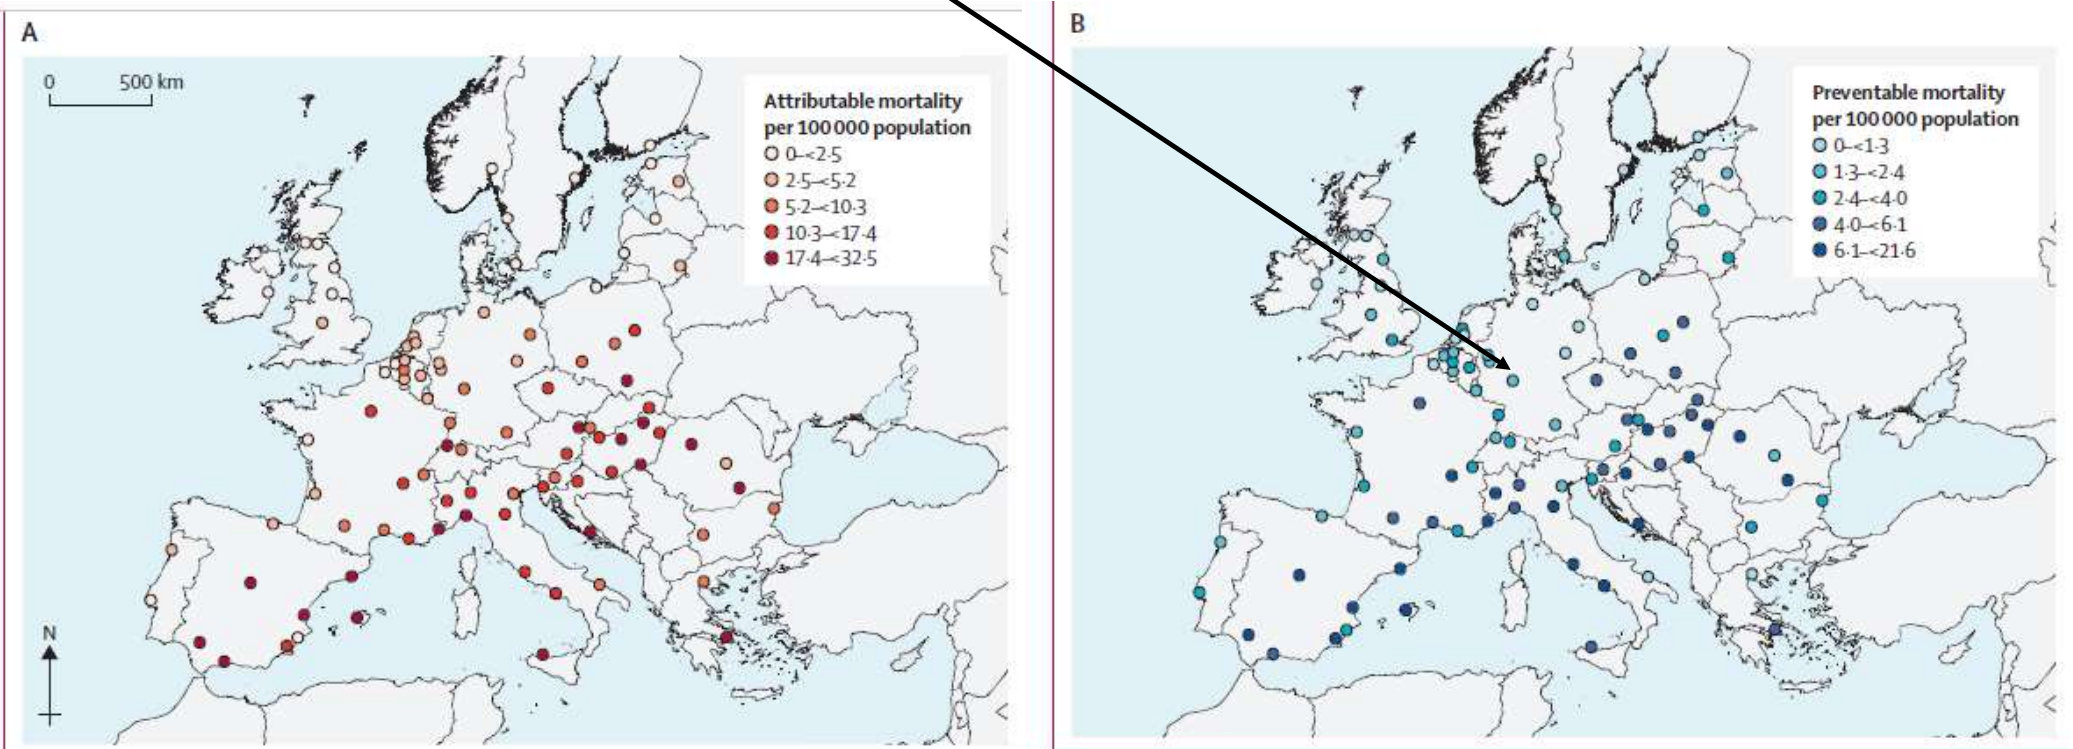 A
0 500 km
Attributable mortality
per 100 000 population
0–<2·5
2·5–<5·2
5·2–<10·3
10·3–<17·4
17·4–<32·5
N
B
Preventable mortality
per 100 000 population
0–<1·3
1·3–<2·4
2·4–<4·0
4·0–<6·1
6·1–<21·6